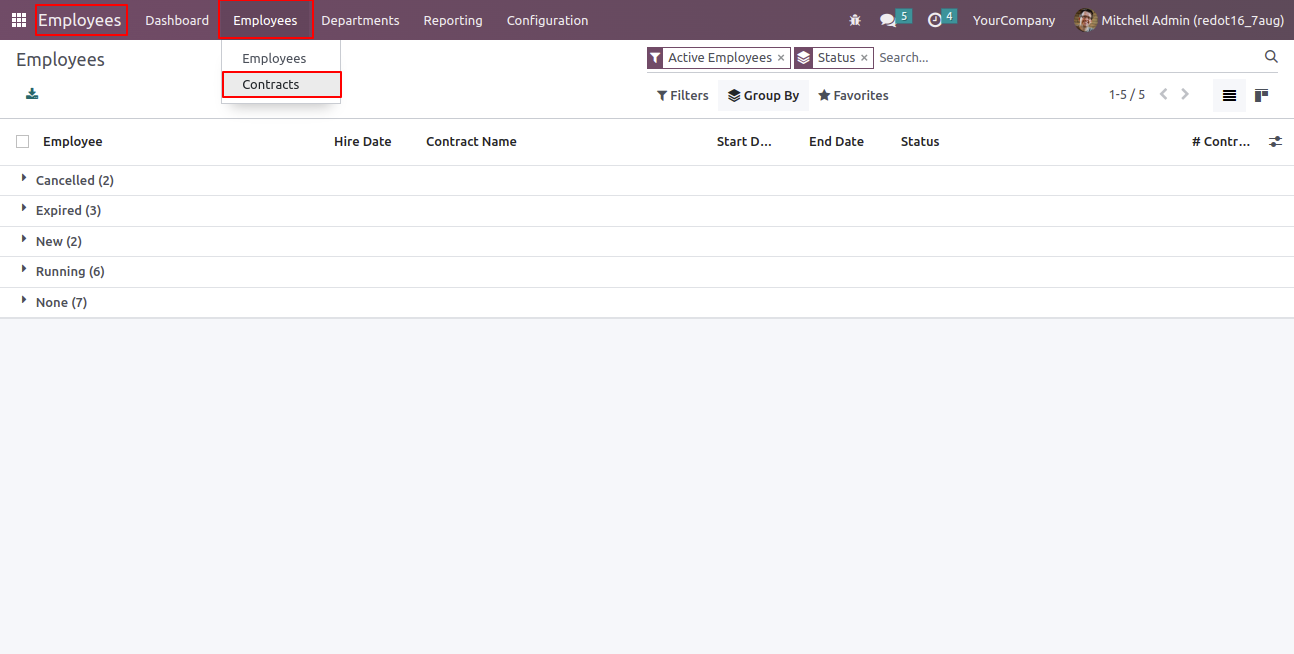 Employees Dashboard Employees Departments Reporting Configuration 5 4 YourCompany Mitchell Admin (redot16_7aug)
Employees
Employees
Contracts
Active Employees × Status × Search...
Filters Group By Favorites 1-5 / 5
Employee Hire Date Contract Name Start D... End Date Status # Contr...
Cancelled (2)
Expired (3)
New (2)
Running (6)
None (7)